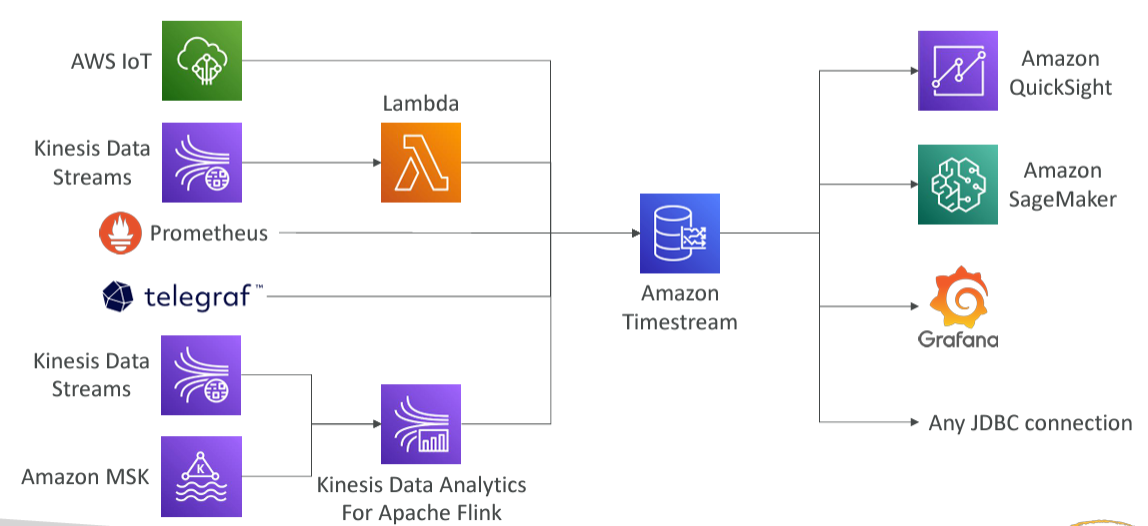 AWS IoT
Lambda
Kinesis Data
Streams
Prometheus
telegraf™
Kinesis Data
Streams
Amazon MSK
K
Kinesis Data Analytics
For Apache Flink
Amazon
Timestream
Amazon
QuickSight
Amazon
SageMaker
Grafana
Any JDBC connection